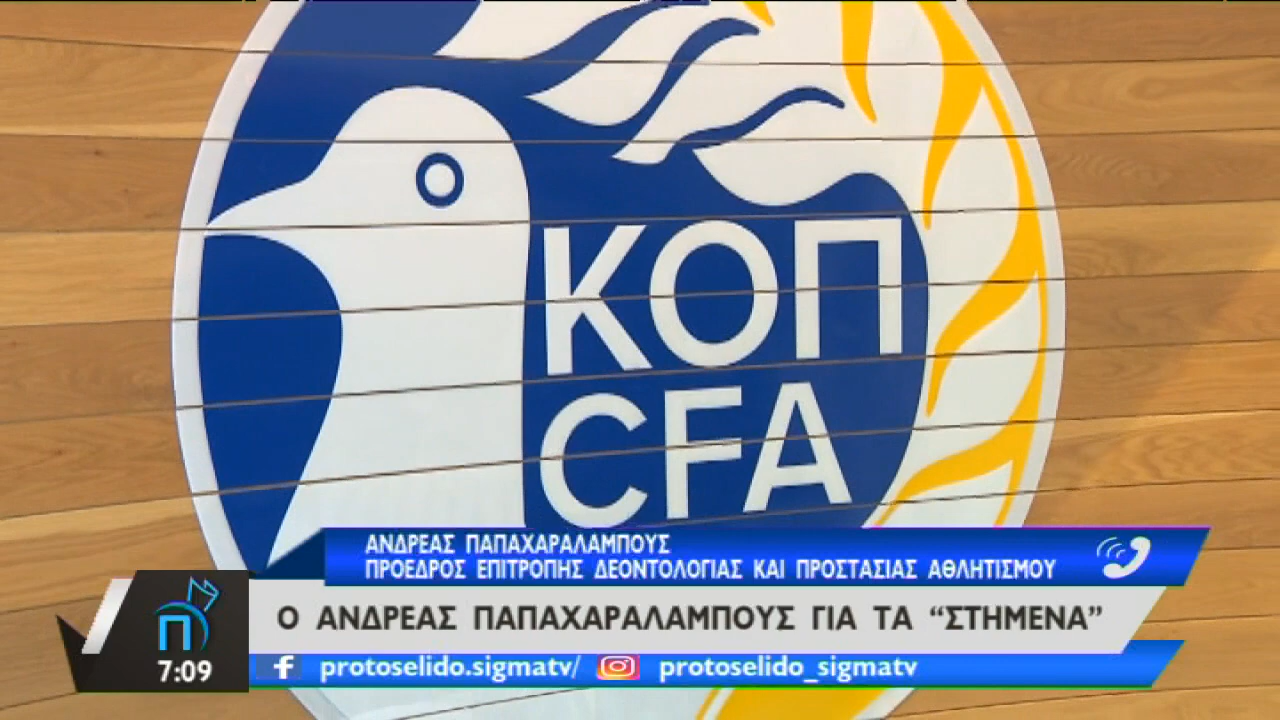 ΚΟΠ
CFA
ΑΝΔΡΕΑΣ ΠΑΠΑΧΑΡΑΛΑΜΠΟΥΣ
ΠΡΟΕΔΡΟΣ ΕΠΙΤΡΟΠΗΣ ΔΕΟΝΤΟΛΟΓΙΑΣ ΚΑΙ ΠΡΟΣΤΑΣΙΑΣ ΑΘΛΗΤΙΣΜΟΥ
Ο ΑΝΔΡΕΑΣ ΠΑΠΑΧΑΡΑΛΑΜΠΟΥΣ ΓΙΑ ΤΑ “ΣΤΗΜΕΝΑ”
Π
7:09
protoselido.sigmatv/ protoselido_sigmatv